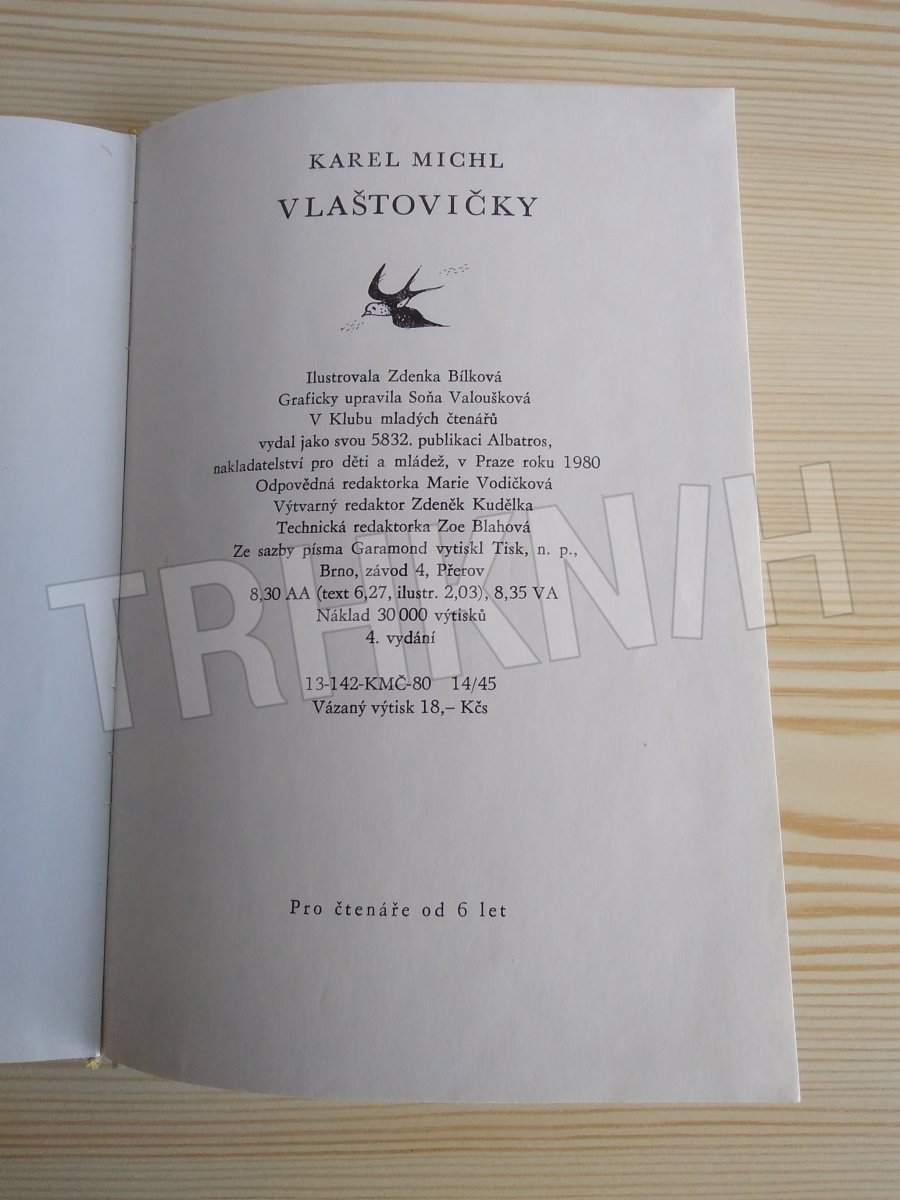 KAREL MICHL
VLAŠTOVIČKY
Ilustrovala Zdenka Bílková
Graficky upravila Soňa Valoušková
V Klubu mladých čtenářů
vydal jako svou 5832. publikaci Albatros,
nakladatelství pro děti a mládež, v Praze roku 1980
Odpovědná redaktorka Marie Vodičková
Výtvarný redaktor Zdeněk Kudělka
Technická redaktorka Zoe Blahová
Ze sazby písma Garamond vytiskl Tisk, n. p.,
Brno, závod 4, Přerov
8,30 AA (text 6,27, ilustr. 2,03), 8,35 VA
Náklad 30 000 výtisků
4. vydání
13-142-KMČ-80 14/45
Vázaný výtisk 18,– Kčs
Pro čtenáře od 6 let
TRHKNIH